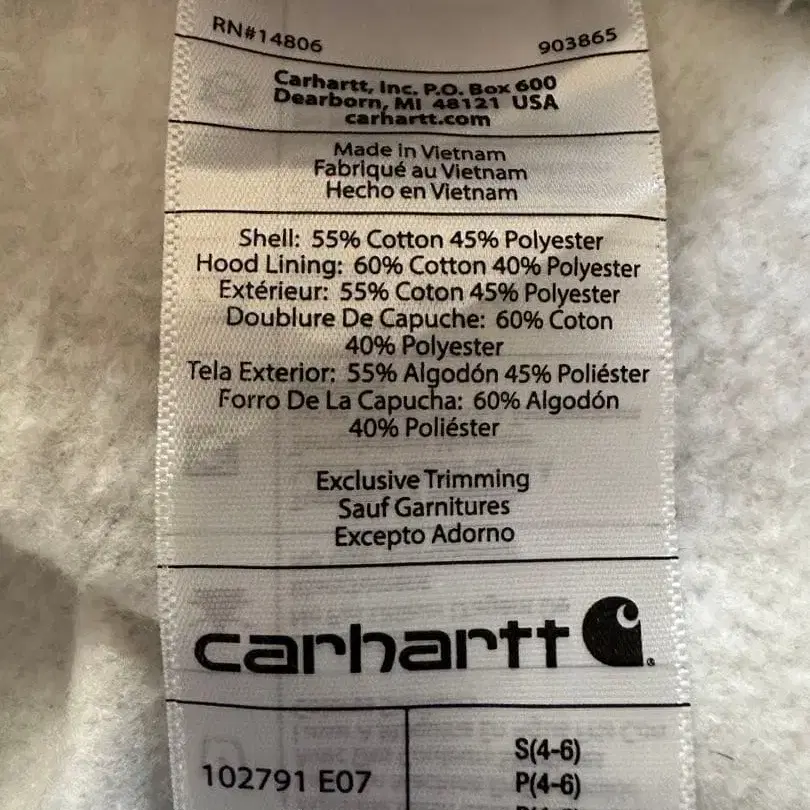 RN#14806 903865
Carhartt, Inc. P.O. Box 600
Dearborn, MI 48121 USA
carhartt.com
Made in Vietnam
Fabriqué au Vietnam
Hecho en Vietnam
Shell: 55% Cotton 45% Polyester
Hood Lining: 60% Cotton 40% Polyester
Extérieur: 55% Coton 45% Polyester
Doublure De Capuche: 60% Coton
40% Polyester
Tela Exterior: 55% Algodón 45% Poliéster
Forro De La Capucha: 60% Algodón
40% Poliéster
Exclusive Trimming
Sauf Garnitures
Excepto Adorno
carhartt
102791 E07
S(4-6)
P(4-6)